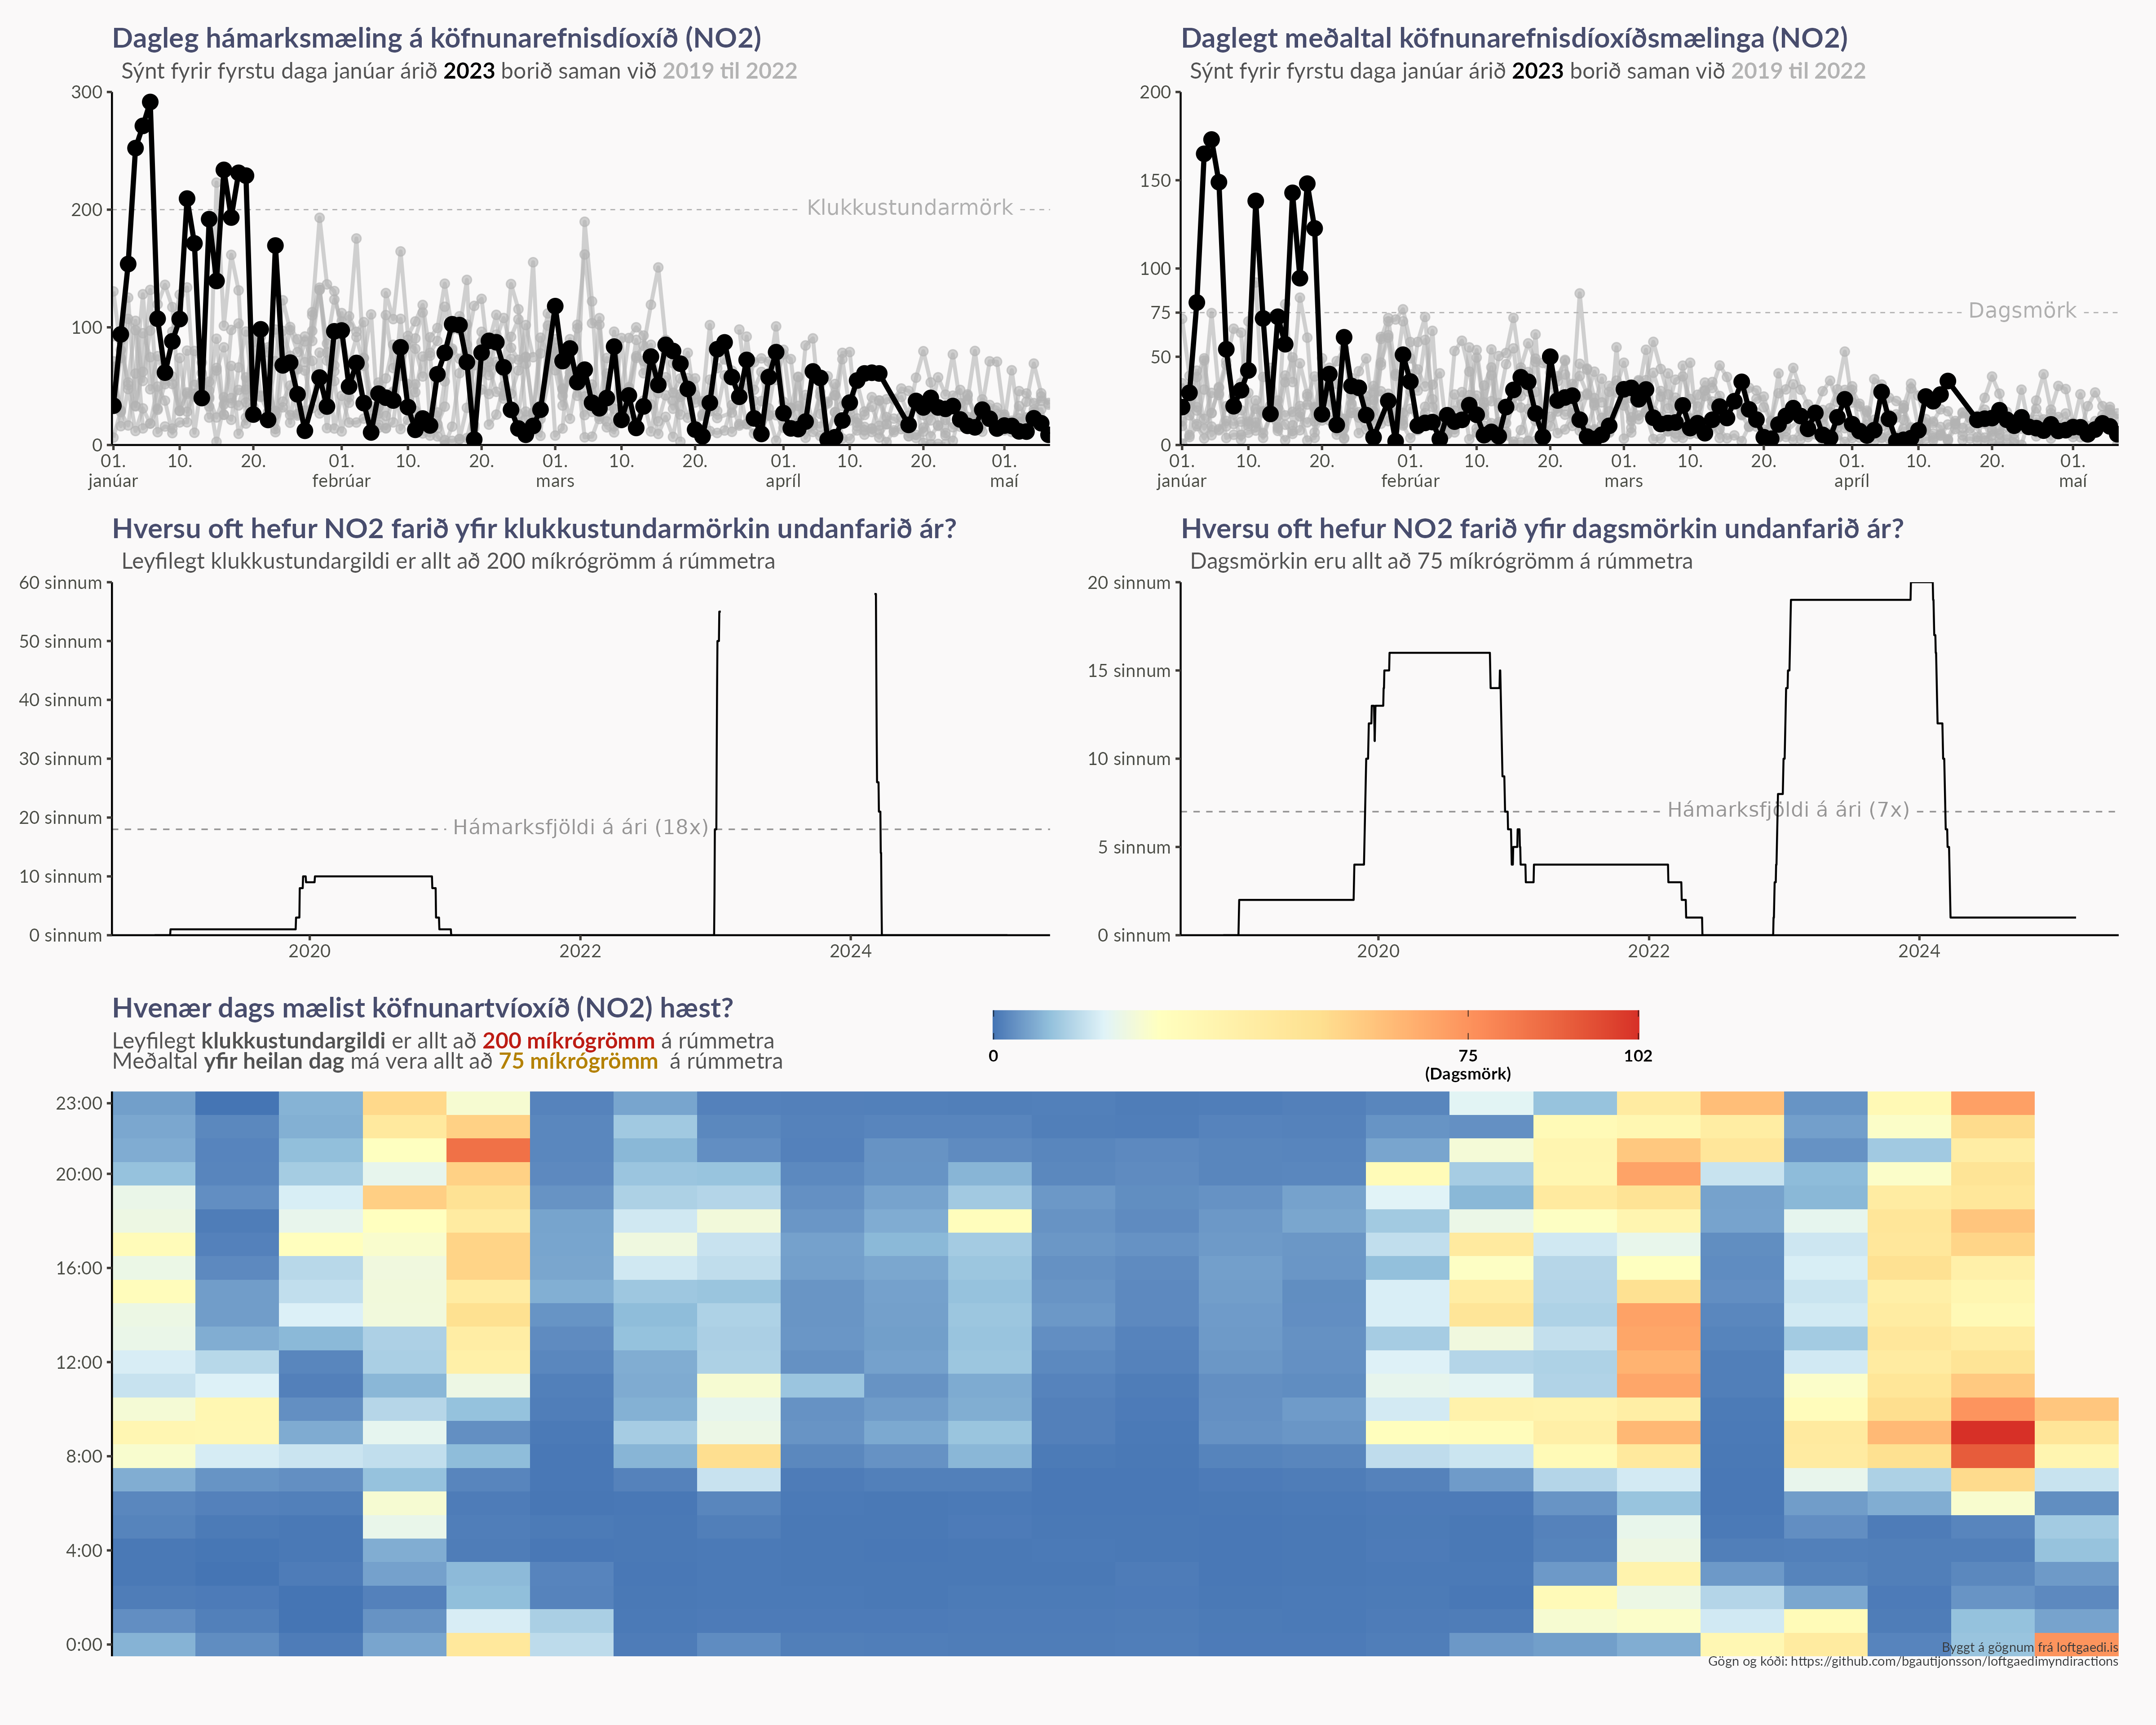 Dagleg hámarksmæling á köfnunarefnisdíoxíð (NO2)
Sýnt fyrir fyrstu daga janúar árið 2023 borið saman við 2019 til 2022
300
200
100
0
Klukkustundarmörk
01. 10. 20. 01. 10. 20. 01. 10. 20. 01. 10. 20. 01.
janúar febrúar mars apríl maí
Daglegt meðaltal köfnunarefnisdíoxíðsmælinga (NO2)
Sýnt fyrir fyrstu daga janúar árið 2023 borið saman við 2019 til 2022
200
150
100
75
50
0
Dagsmörk
01. 10. 20. 01. 10. 20. 01. 10. 20. 01. 10. 20. 01.
janúar febrúar mars apríl maí
Hversu oft hefur NO2 farið yfir klukkustundarmörkin undanfarið ár?
Leyfilegt klukkustundargildi er allt að 200 míkrógrömm á rúmmetra
60 sinnum
50 sinnum
40 sinnum
30 sinnum
20 sinnum
10 sinnum
0 sinnum
Hámarksfjöldi á ári (18x)
2020 2022 2024
Hversu oft hefur NO2 farið yfir dagsmörkin undanfarið ár?
Dagsmörkin eru allt að 75 míkrógrömm á rúmmetra
20 sinnum
15 sinnum
10 sinnum
5 sinnum
0 sinnum
Hámarksfjöldi á ári (7x)
2020 2022 2024
Hvenær dags mælist köfnunartvíoxíð (NO2) hæst?
Leyfilegt klukkustundargildi er allt að 200 míkrógrömm á rúmmetra
Meðaltal yfir heilan dag má vera allt að 75 míkrógrömm á rúmmetra
0 75 102
(Dagsmörk)
23:00
20:00
16:00
12:00
8:00
4:00
0:00
Byggt á gögnum frá loftgaedi.is
Gögn og kóði: https://github.com/bgautijonsson/loftgaedimyndiractions